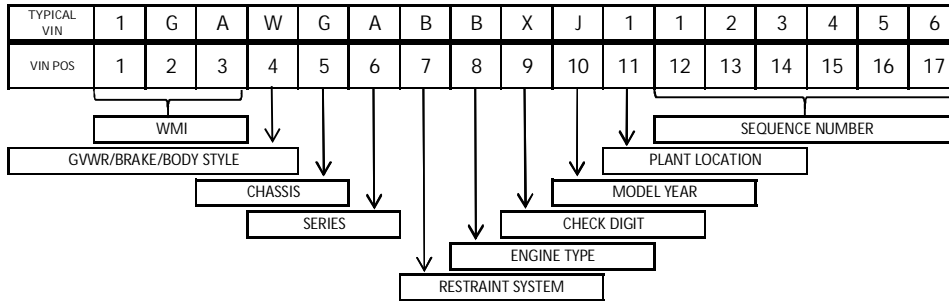 TYPICAL VIN 1 G A W G A B B X J 1 1 2 3 4 5 6
VIN POS 1 2 3 4 5 6 7 8 9 10 11 12 13 14 15 16 17
WMI SEQUENCE NUMBER
GVWR/BRAKE/BODY STYLE PLANT LOCATION
CHASSIS MODEL YEAR
SERIES CHECK DIGIT
ENGINE TYPE
RESTRAINT SYSTEM